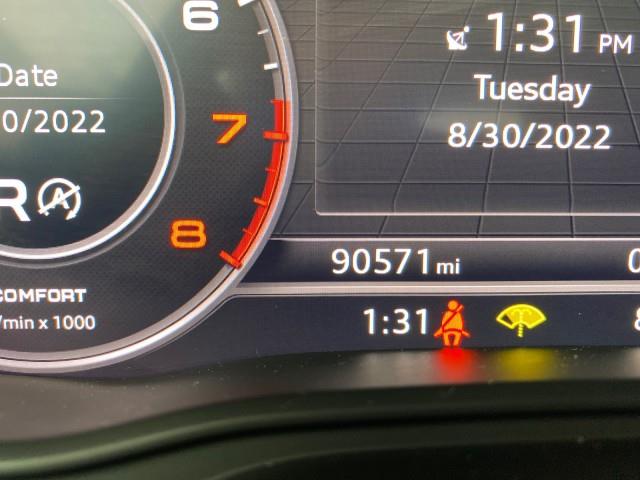 6
Date
0/2022
7
R
A
8
COMFORT
/min x 1000
1:31 PM
Tuesday
8/30/2022
90571 mi
1:31